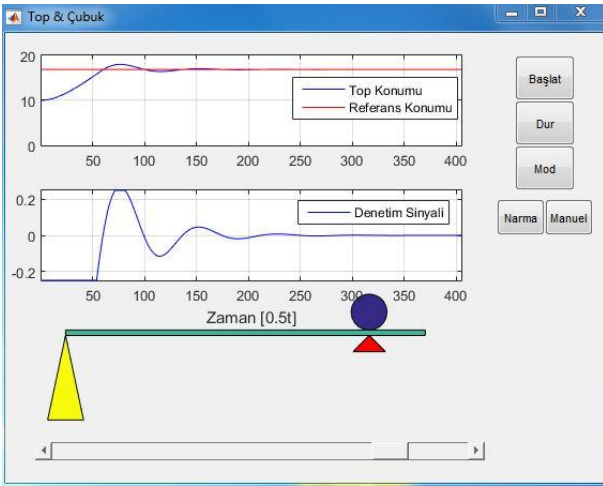 Top & Çubuk
20
10
0
50 100 150 200 250 300 350 400
Top Konumu
Referans Konumu
0.2
0
-0.2
50 100 150 200 250 300 350 400
Denetim Sinyali
Zaman [0.5t]
Başlat
Dur
Mod
Narma Manuel